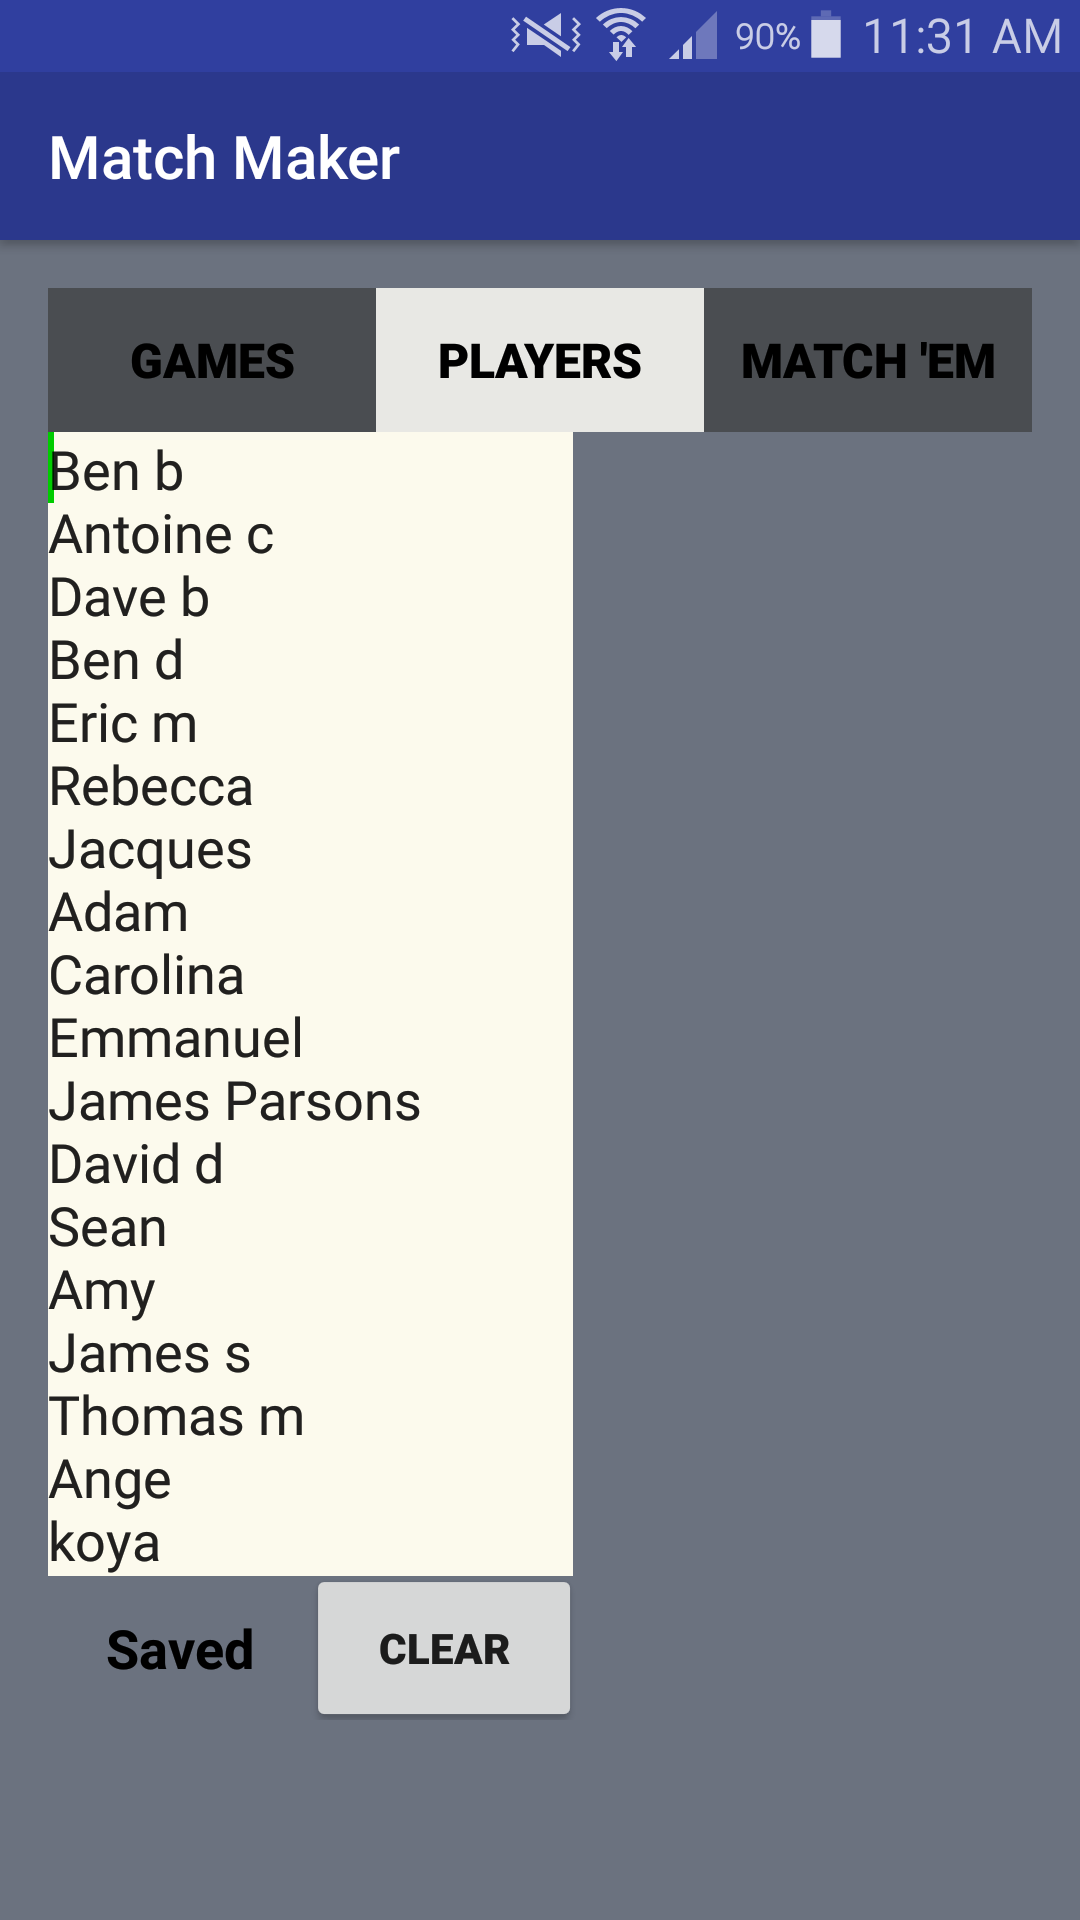 90% 11:31 AM
Match Maker
GAMES PLAYERS MATCH 'EM
Ben b
Antoine c
Dave b
Ben d
Eric m
Rebecca
Jacques
Adam
Carolina
Emmanuel
James Parsons
David d
Sean
Amy
James s
Thomas m
Ange
koya
Saved CLEAR